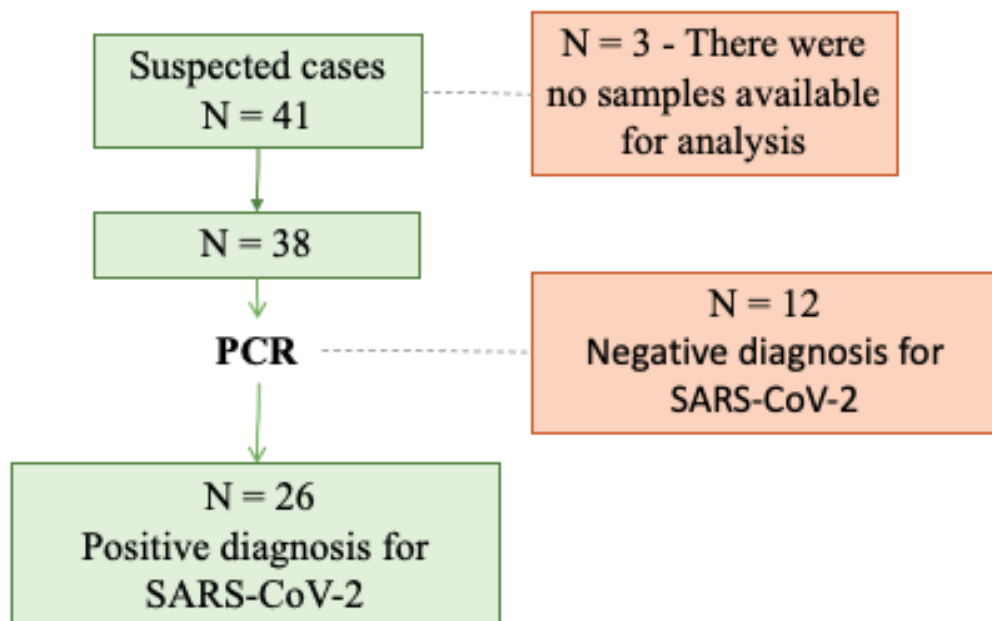 Suspected cases
N = 41
N = 3 - There were
no samples available
for analysis
N = 38
PCR
N = 12
Negative diagnosis for
SARS-CoV-2
N = 26
Positive diagnosis for
SARS-CoV-2